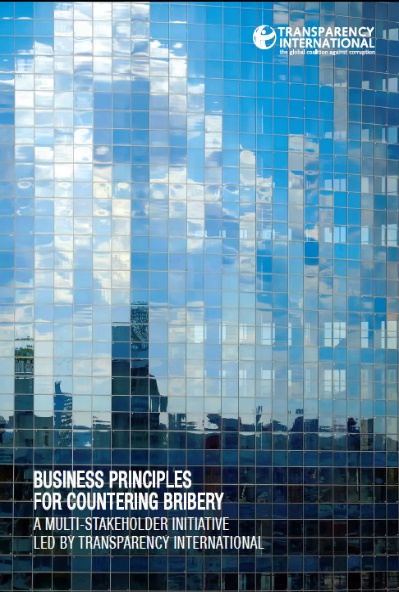 TRANSPARENCY
INTERNATIONAL
the global coalition against corruption
BUSINESS PRINCIPLES
FOR COUNTERING BRIBERY
A MULTI-STAKEHOLDER INITIATIVE
LED BY TRANSPARENCY INTERNATIONAL